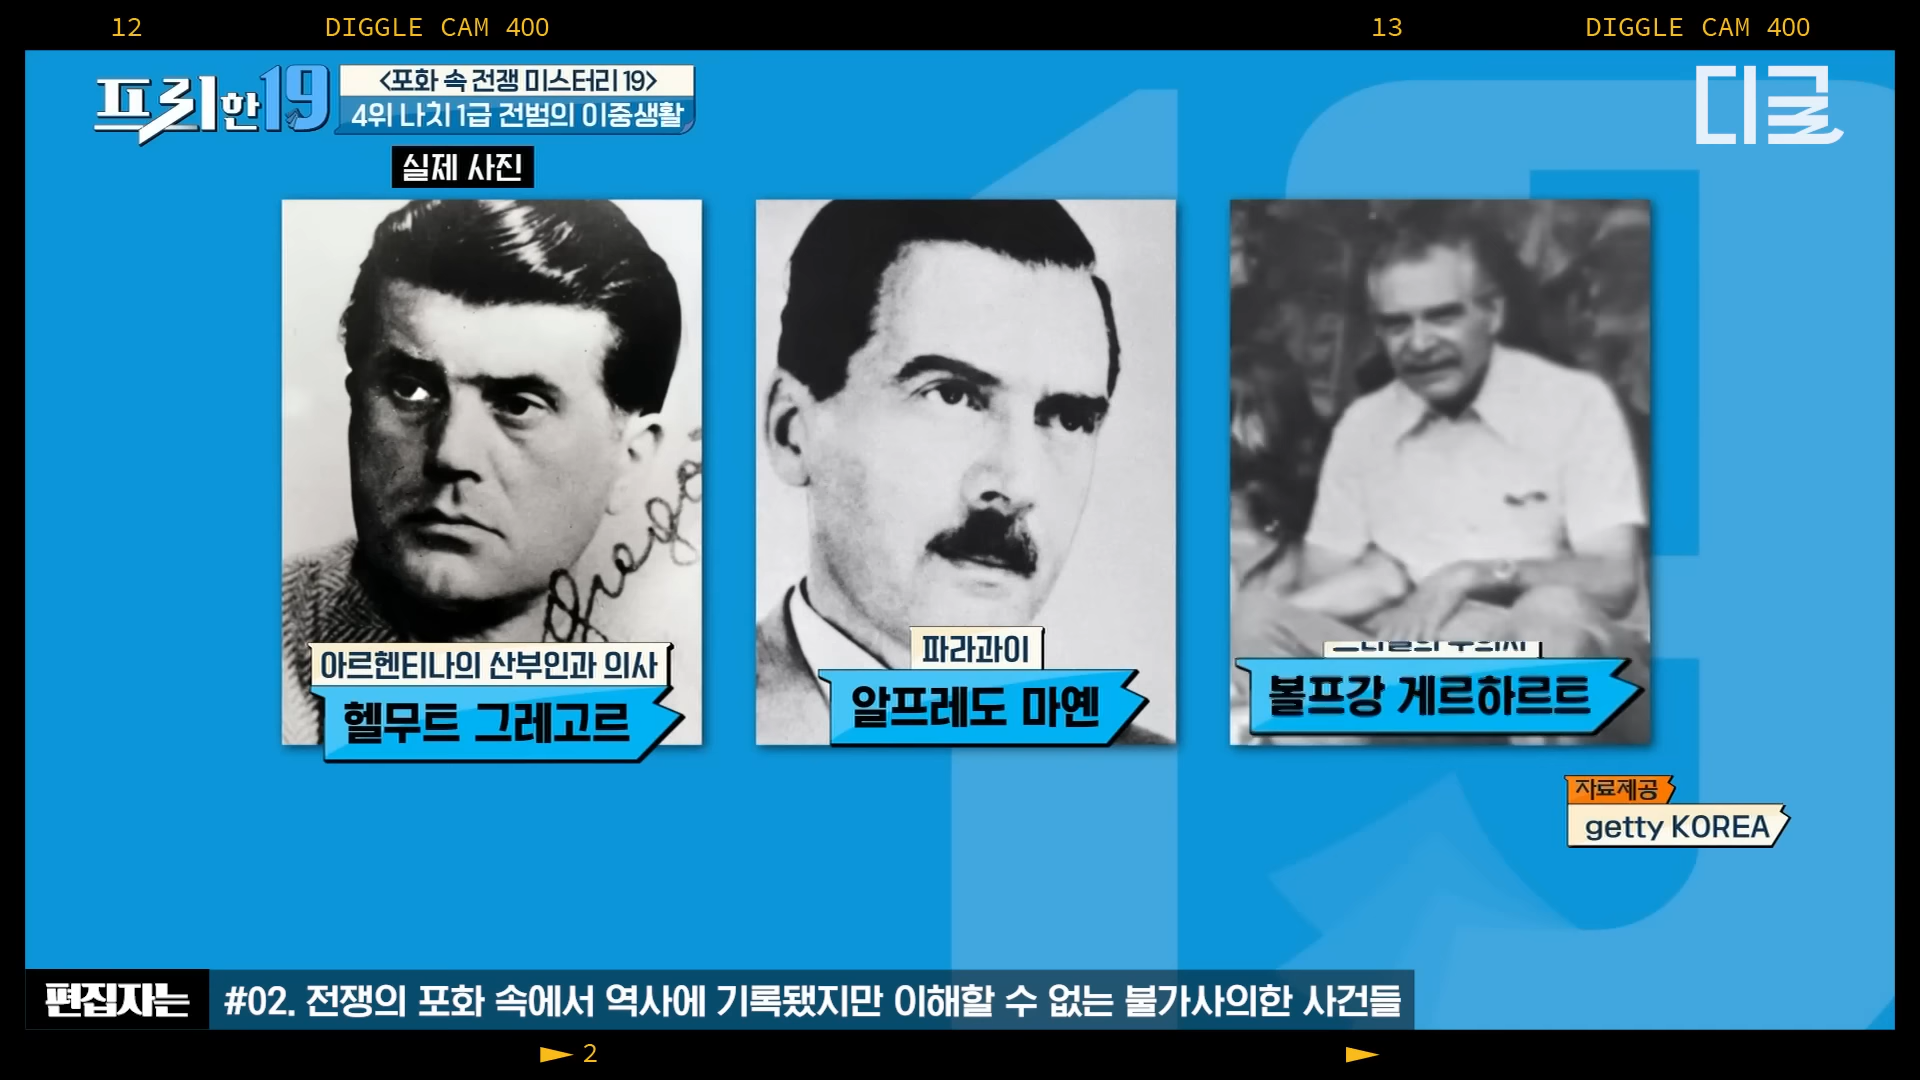 12
DIGGLE CAM 400
13
DIGGLE CAM 400
프리한19
<포화 속 전쟁 미스터리 19>
4위 나치 1급 전범의 이중생활
디글
실제 사진
아르헨티나의 산부인과 의사
헬무트 그레고르
파라과이
알프레도 마옌
볼프강 게르하르트
자료제공
getty KOREA
편집자는
#02. 전쟁의 포화 속에서 역사에 기록됐지만 이해할 수 없는 불가사의한 사건들
2